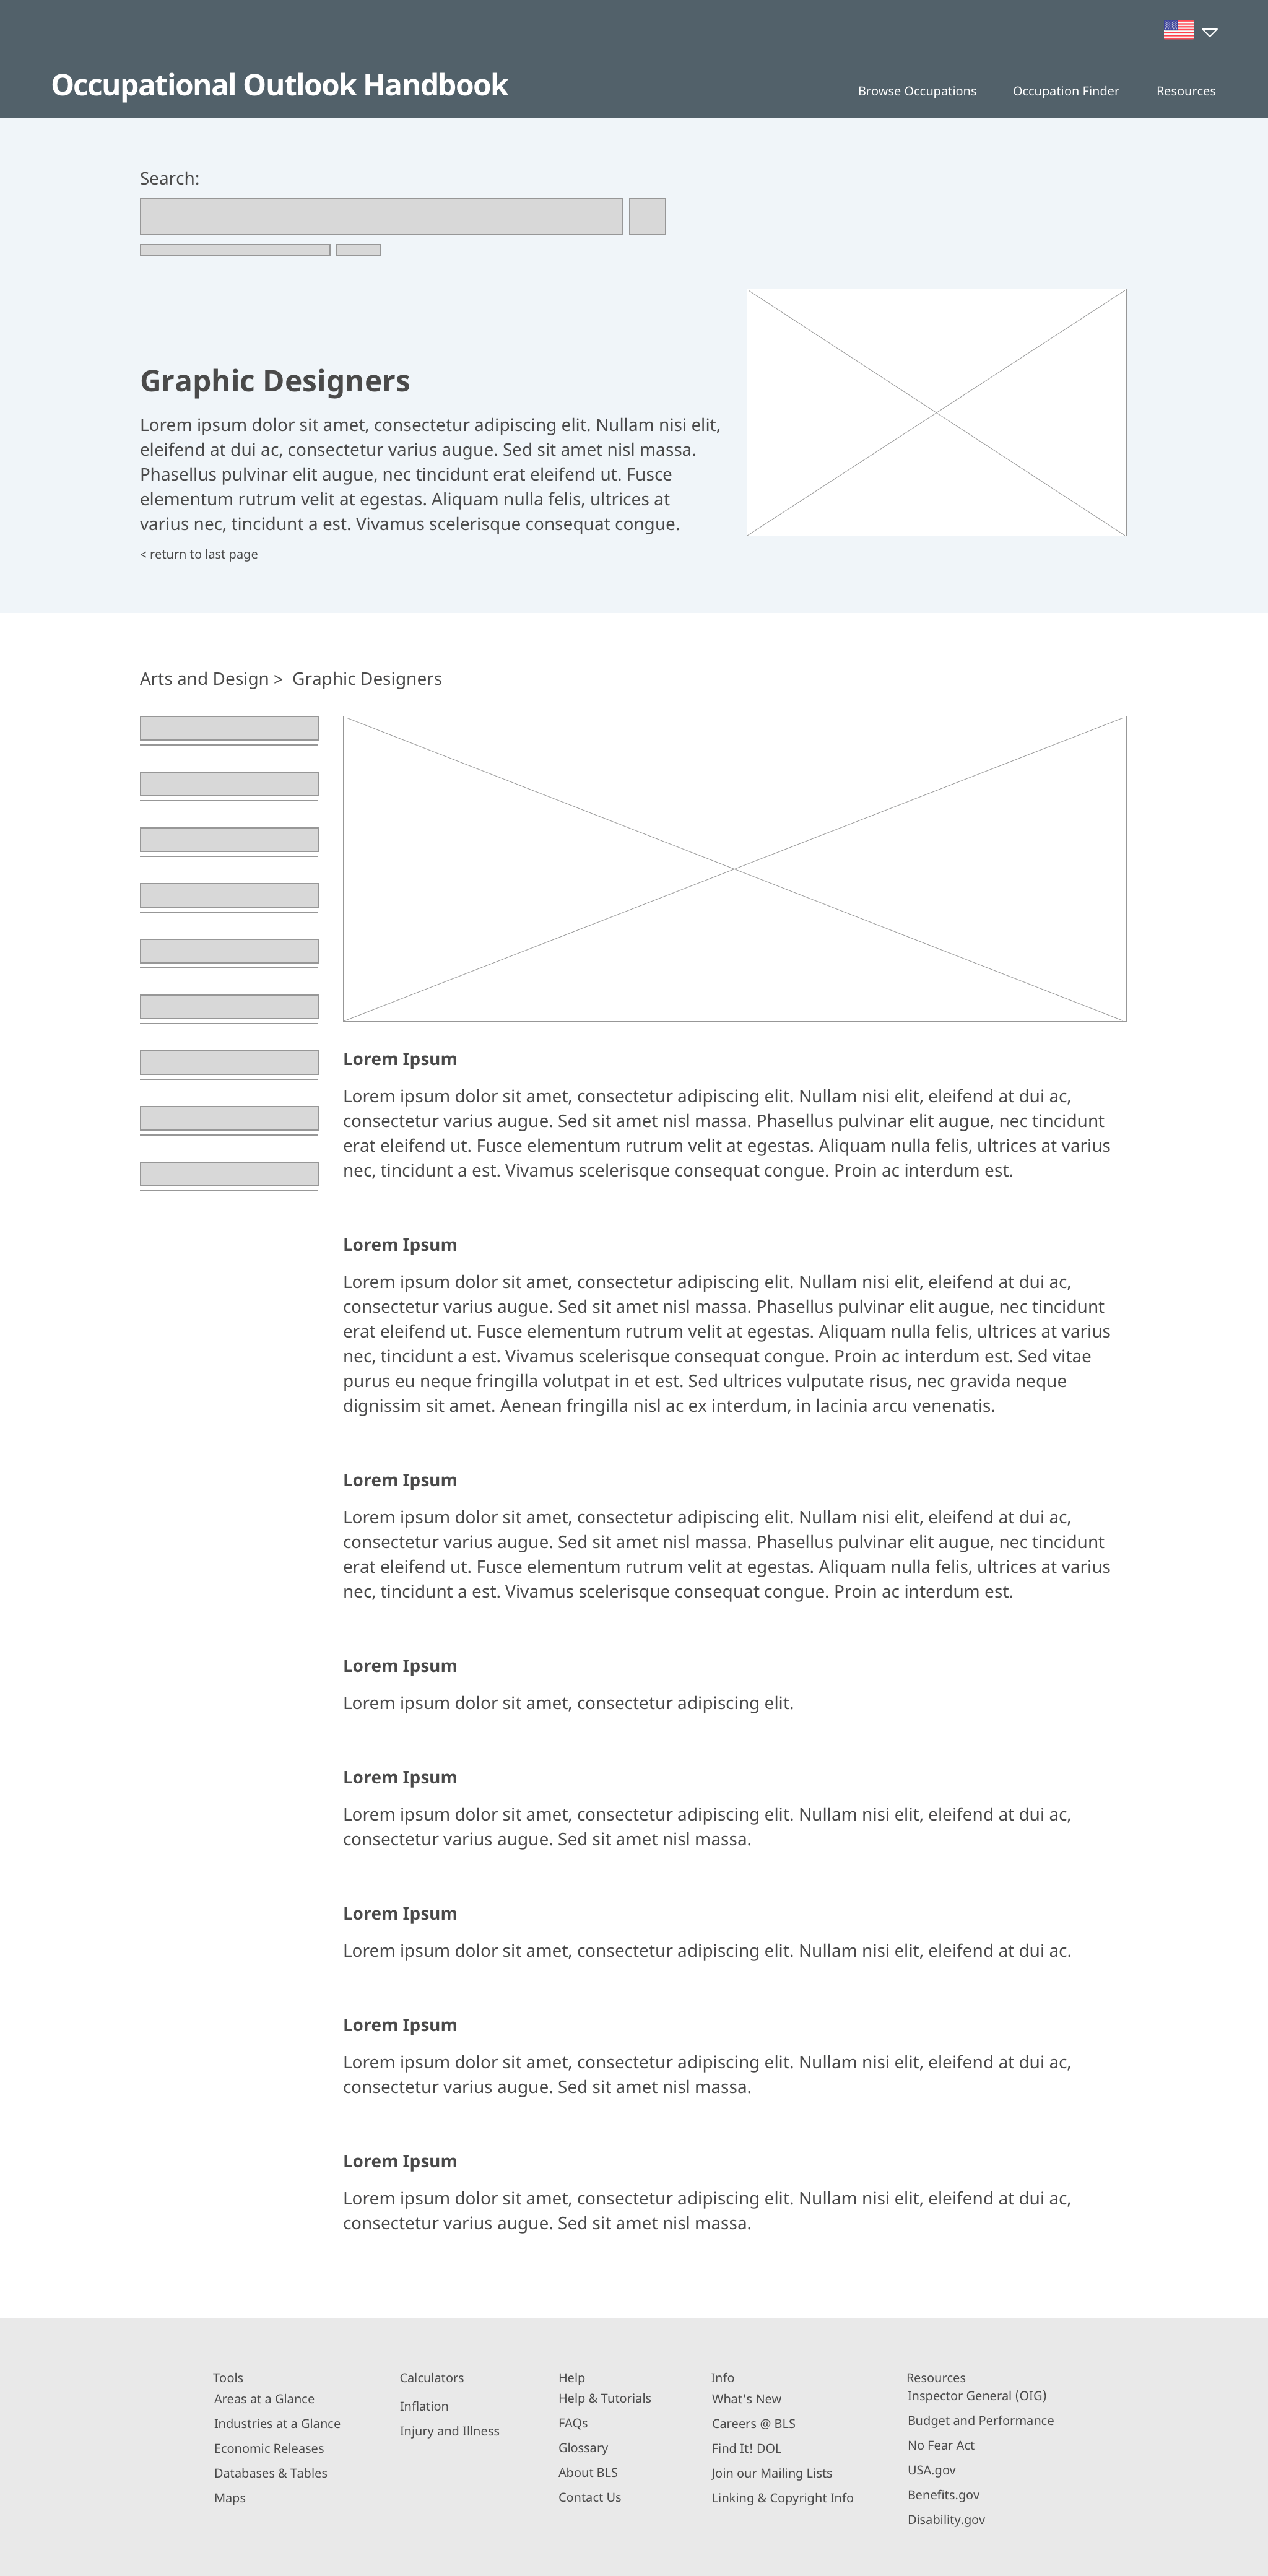 Occupational Outlook Handbook
Browse Occupations
Occupation Finder
Resources
Search:
Graphic Designers
Lorem ipsum dolor sit amet, consectetur adipiscing elit. Nullam nisi elit,
eleifend at dui ac, consectetur varius augue. Sed sit amet nisl massa.
Phasellus pulvinar elit augue, nec tincidunt erat eleifend ut. Fusce
elementum rutrum velit at egestas. Aliquam nulla felis, ultrices at
varius nec, tincidunt a est. Vivamus scelerisque consequat congue.
< return to last page
Arts and Design > Graphic Designers
Lorem Ipsum
Lorem ipsum dolor sit amet, consectetur adipiscing elit. Nullam nisi elit, eleifend at dui ac,
consectetur varius augue. Sed sit amet nisl massa. Phasellus pulvinar elit augue, nec tincidunt
erat eleifend ut. Fusce elementum rutrum velit at egestas. Aliquam nulla felis, ultrices at varius
nec, tincidunt a est. Vivamus scelerisque consequat congue. Proin ac interdum est.
Lorem Ipsum
Lorem ipsum dolor sit amet, consectetur adipiscing elit. Nullam nisi elit, eleifend at dui ac,
consectetur varius augue. Sed sit amet nisl massa. Phasellus pulvinar elit augue, nec tincidunt
erat eleifend ut. Fusce elementum rutrum velit at egestas. Aliquam nulla felis, ultrices at varius
nec, tincidunt a est. Vivamus scelerisque consequat congue. Proin ac interdum est. Sed vitae
purus eu neque fringilla volutpat in et est. Sed ultrices vulputate risus, nec gravida neque
dignissim sit amet. Aenean fringilla nisl ac ex interdum, in lacinia arcu venenatis.
Lorem Ipsum
Lorem ipsum dolor sit amet, consectetur adipiscing elit. Nullam nisi elit, eleifend at dui ac,
consectetur varius augue. Sed sit amet nisl massa. Phasellus pulvinar elit augue, nec tincidunt
erat eleifend ut. Fusce elementum rutrum velit at egestas. Aliquam nulla felis, ultrices at varius
nec, tincidunt a est. Vivamus scelerisque consequat congue. Proin ac interdum est.
Lorem Ipsum
Lorem ipsum dolor sit amet, consectetur adipiscing elit.
Lorem Ipsum
Lorem ipsum dolor sit amet, consectetur adipiscing elit. Nullam nisi elit, eleifend at dui ac,
consectetur varius augue. Sed sit amet nisl massa.
Lorem Ipsum
Lorem ipsum dolor sit amet, consectetur adipiscing elit. Nullam nisi elit, eleifend at dui ac.
Lorem Ipsum
Lorem ipsum dolor sit amet, consectetur adipiscing elit. Nullam nisi elit, eleifend at dui ac,
consectetur varius augue. Sed sit amet nisl massa.
Lorem Ipsum
Lorem ipsum dolor sit amet, consectetur adipiscing elit. Nullam nisi elit, eleifend at dui ac,
consectetur varius augue. Sed sit amet nisl massa.
Tools
Areas at a Glance
Industries at a Glance
Economic Releases
Databases & Tables
Maps
Calculators
Inflation
Injury and Illness
Help
Help & Tutorials
FAQs
Glossary
About BLS
Contact Us
Info
What's New
Careers @ BLS
Find It! DOL
Join our Mailing Lists
Linking & Copyright Info
Resources
Inspector General (OIG)
Budget and Performance
No Fear Act
USA.gov
Benefits.gov
Disability.gov